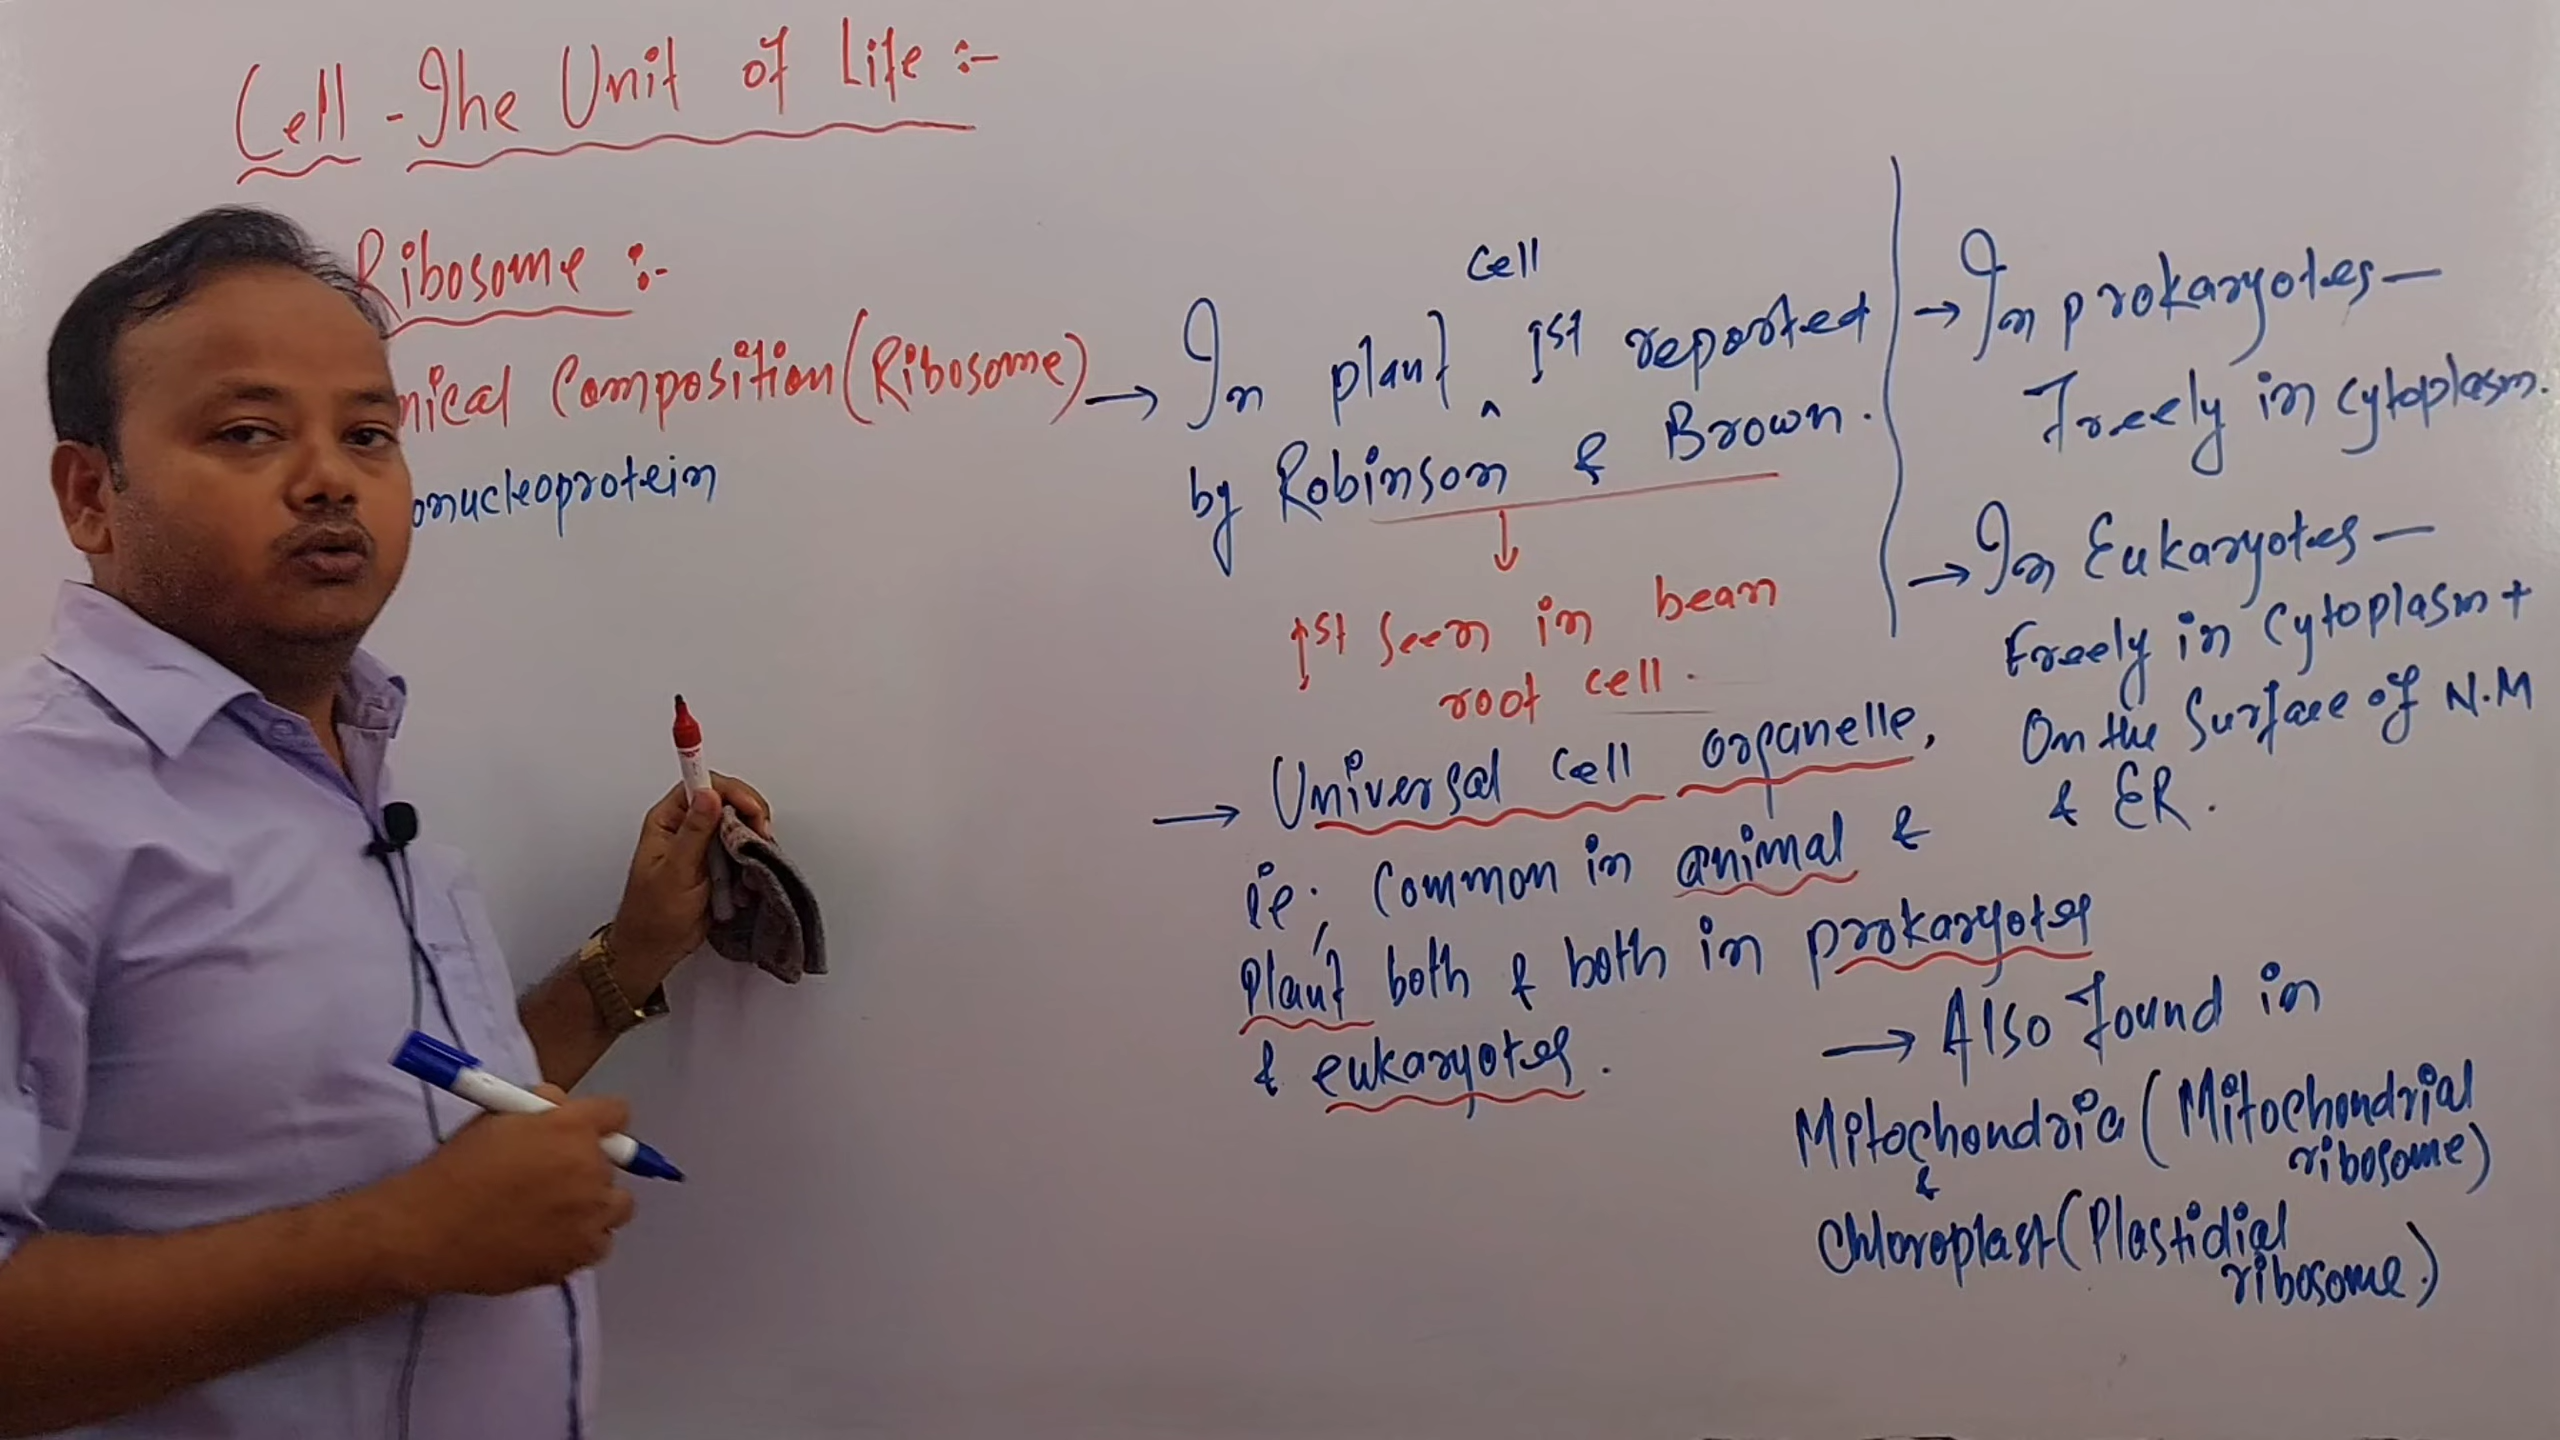 Cell - The Unit of Life :-
Ribosome :-
mical Composition (Ribosome)
onucleoprotein
→ In plant cell 1st reported
by Robinson & Brown.
↓
1st seen in bean
root cell.
→ Universal cell organelle,
ie; Common in animal &
Plant both & both in prokaryotes
& eukaryotes.
→ In prokaryotes —
Freely in cytoplasm.
→ In Eukaryotes —
Freely in Cytoplasm +
On the Surface of N.M
& ER.
→ Also Found in
Mitochondria (Mitochondrial
ribosome)
&
Chloroplast (Plastidial
ribosome.)